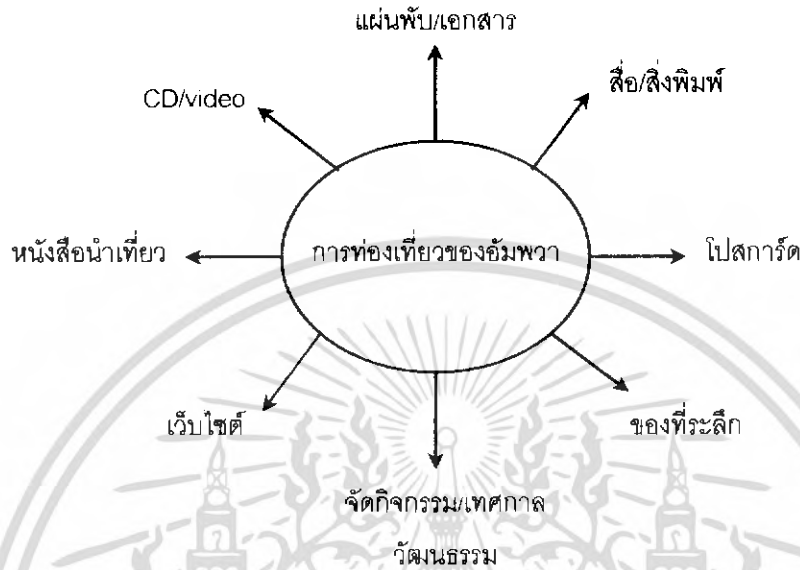 แผ่นพับ/เอกสาร
CD/video
สื่อ/สิ่งพิมพ์
หนังสือนำเที่ยว
การท่องเที่ยวของอัมพวา
โปสการ์ด
เว็บไซต์
ของที่ระลึก
จัดกิจกรรม/เทศกาล
วัฒนธรรม